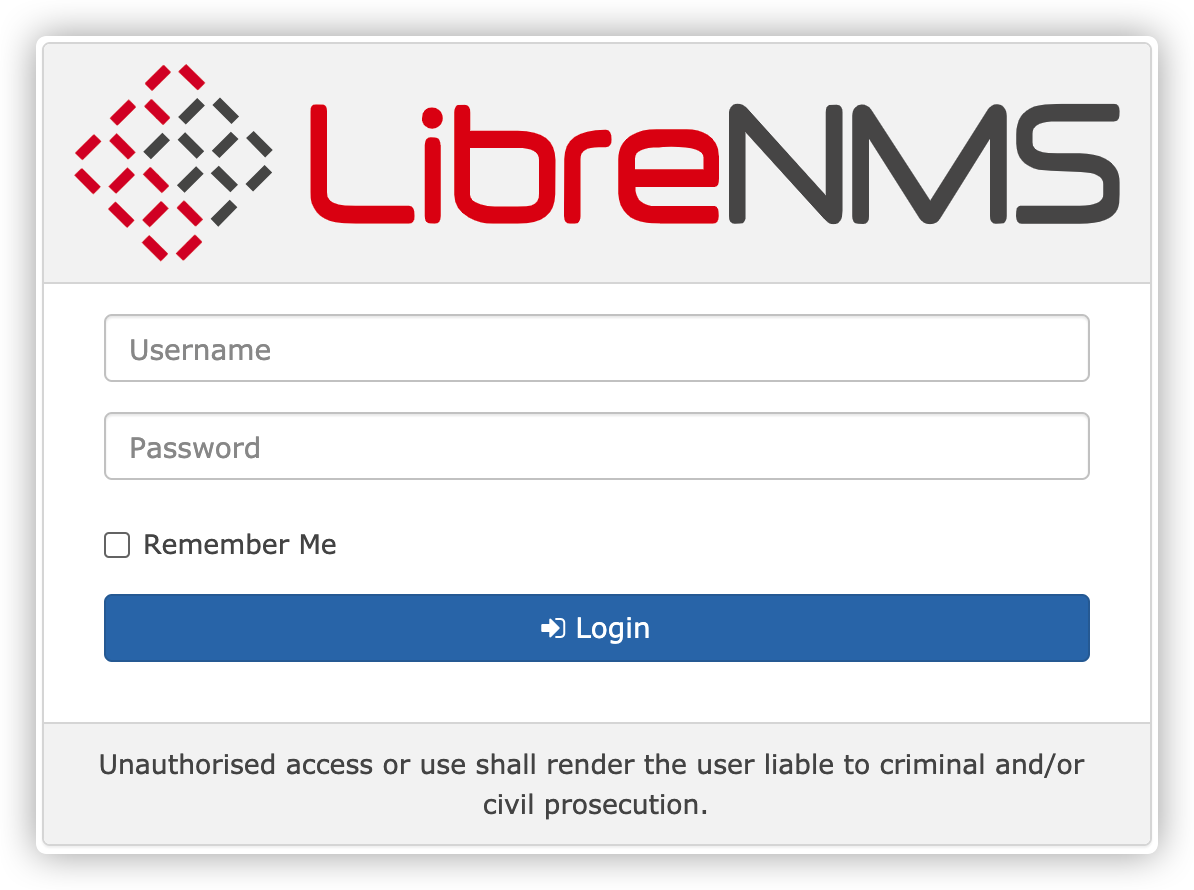 LibreNMS
Username
Password
Remember Me
Login
Unauthorised access or use shall render the user liable to criminal and/or
civil prosecution.